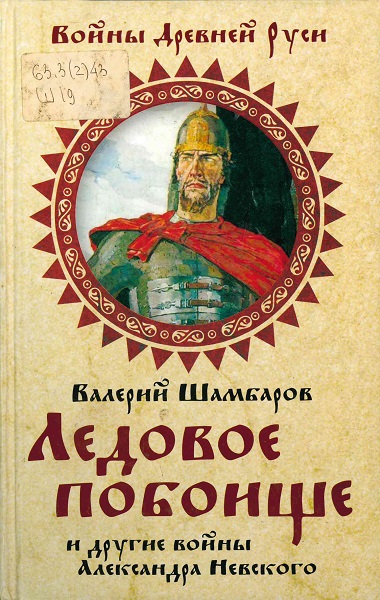 Войны Древней Руси
63.3(2)43
Ш19
Валерий Шамбаров
Ледовое
побоище
и другие войны
Александра Невского